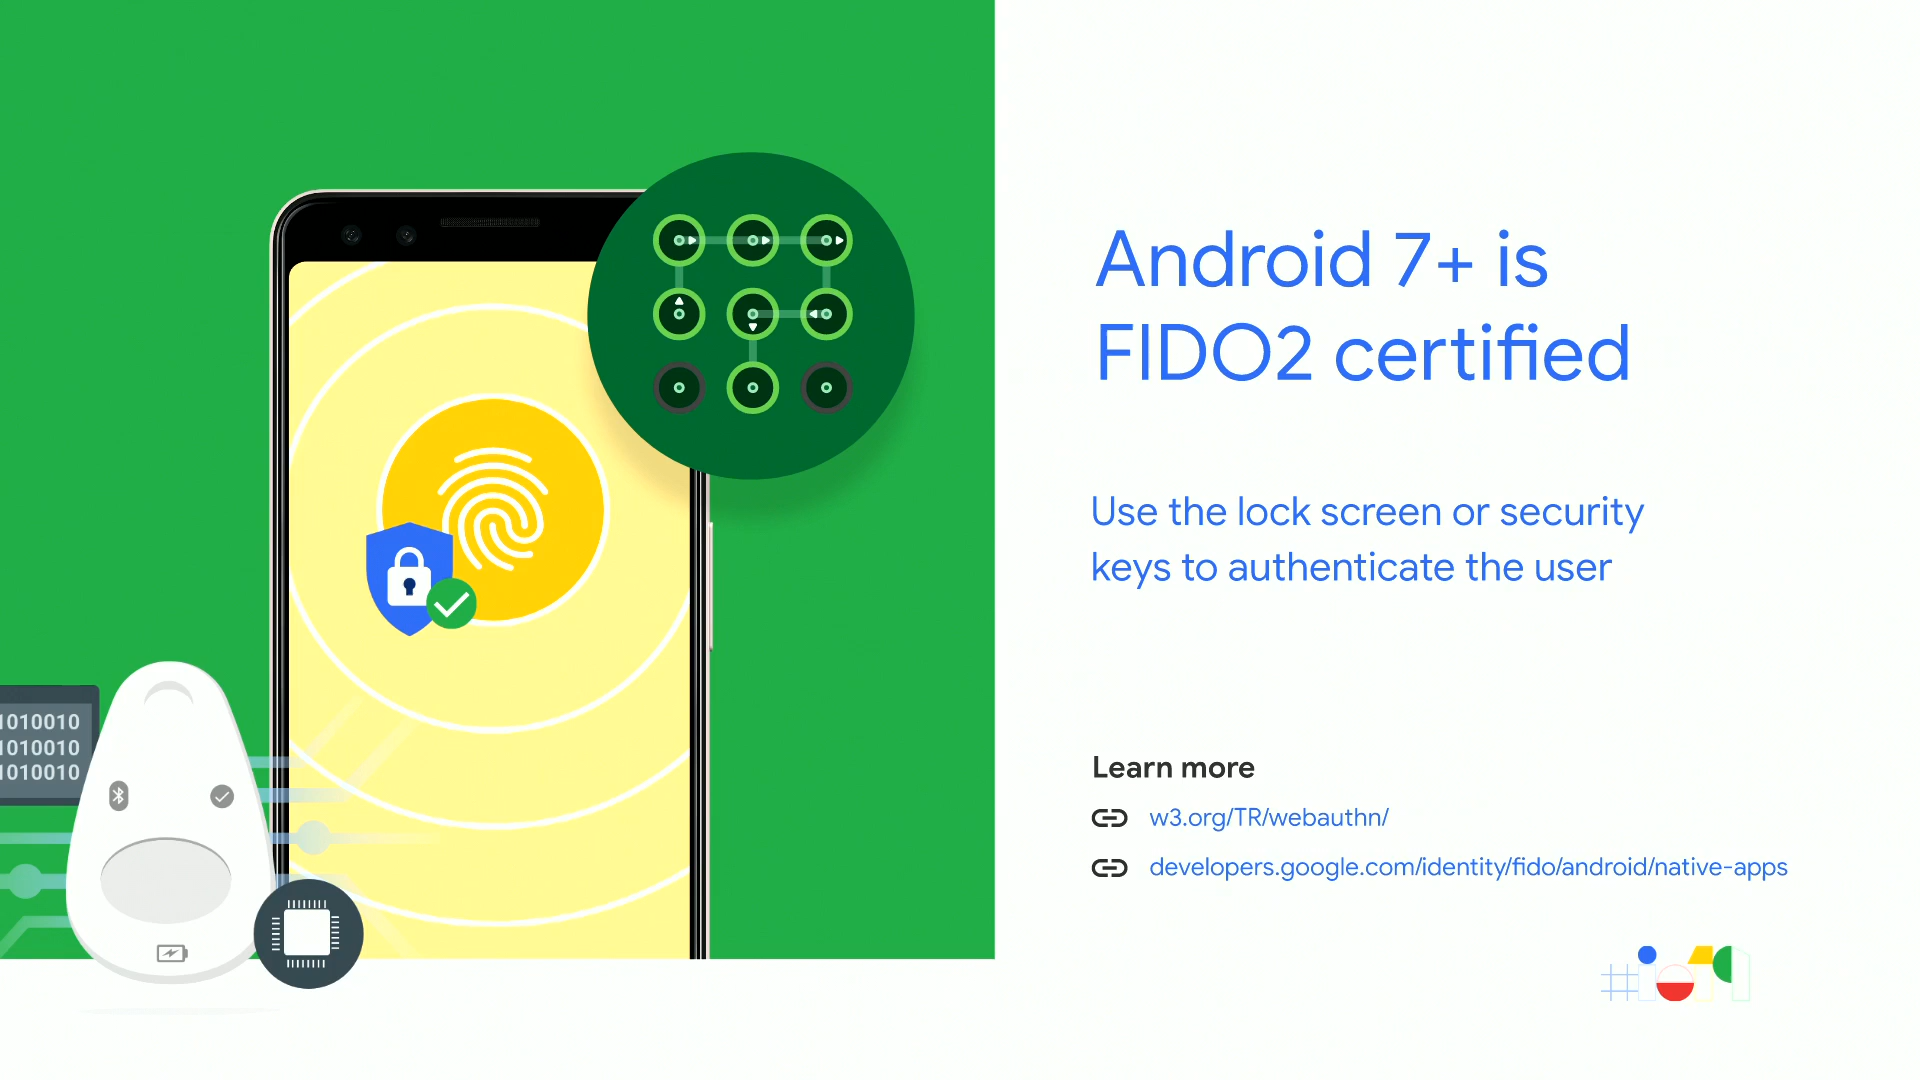 Android 7+ is
FIDO2 certified
Use the lock screen or security
keys to authenticate the user
Learn more
w3.org/TR/webauthn/
developers.google.com/identity/fido/android/native-apps
1010010
1010010
1010010
#io19